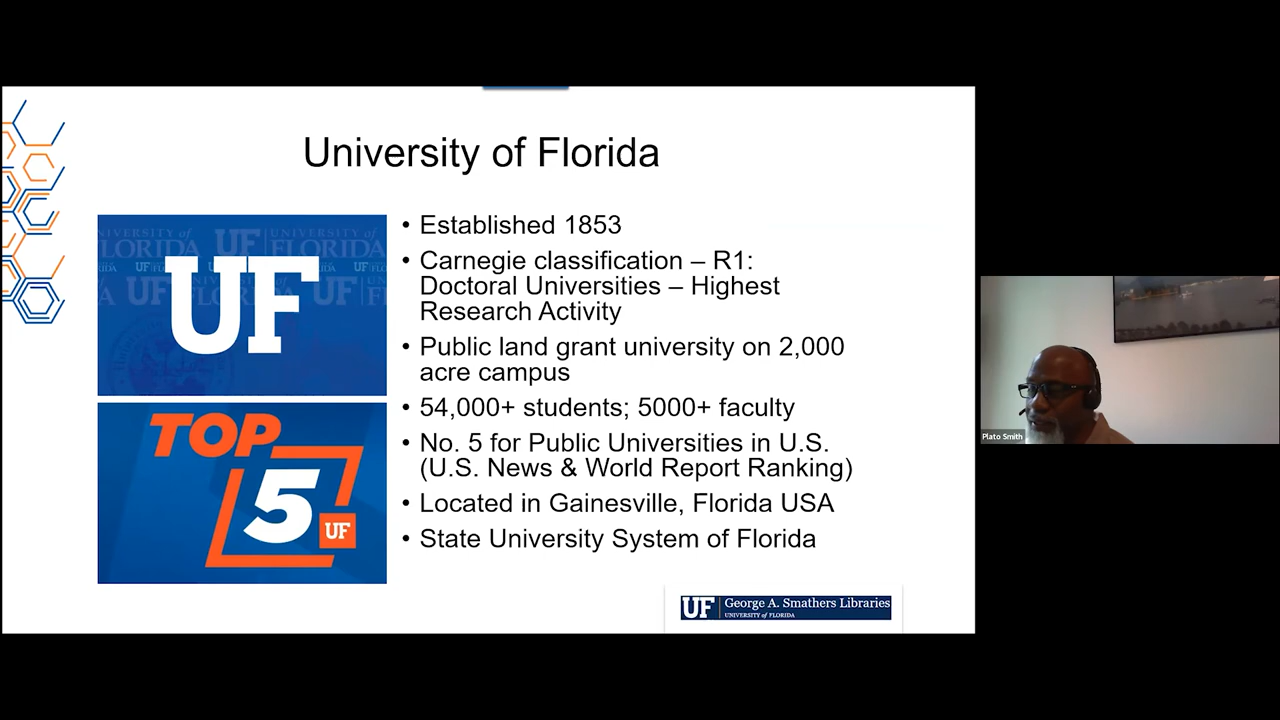 University of Florida
UF
TOP
5
UF
• Established 1853
• Carnegie classification – R1:
Doctoral Universities – Highest
Research Activity
• Public land grant university on 2,000
acre campus
• 54,000+ students; 5000+ faculty
• No. 5 for Public Universities in U.S.
(U.S. News & World Report Ranking)
• Located in Gainesville, Florida USA
• State University System of Florida
UF George A. Smathers Libraries
UNIVERSITY of FLORIDA
Plato Smith